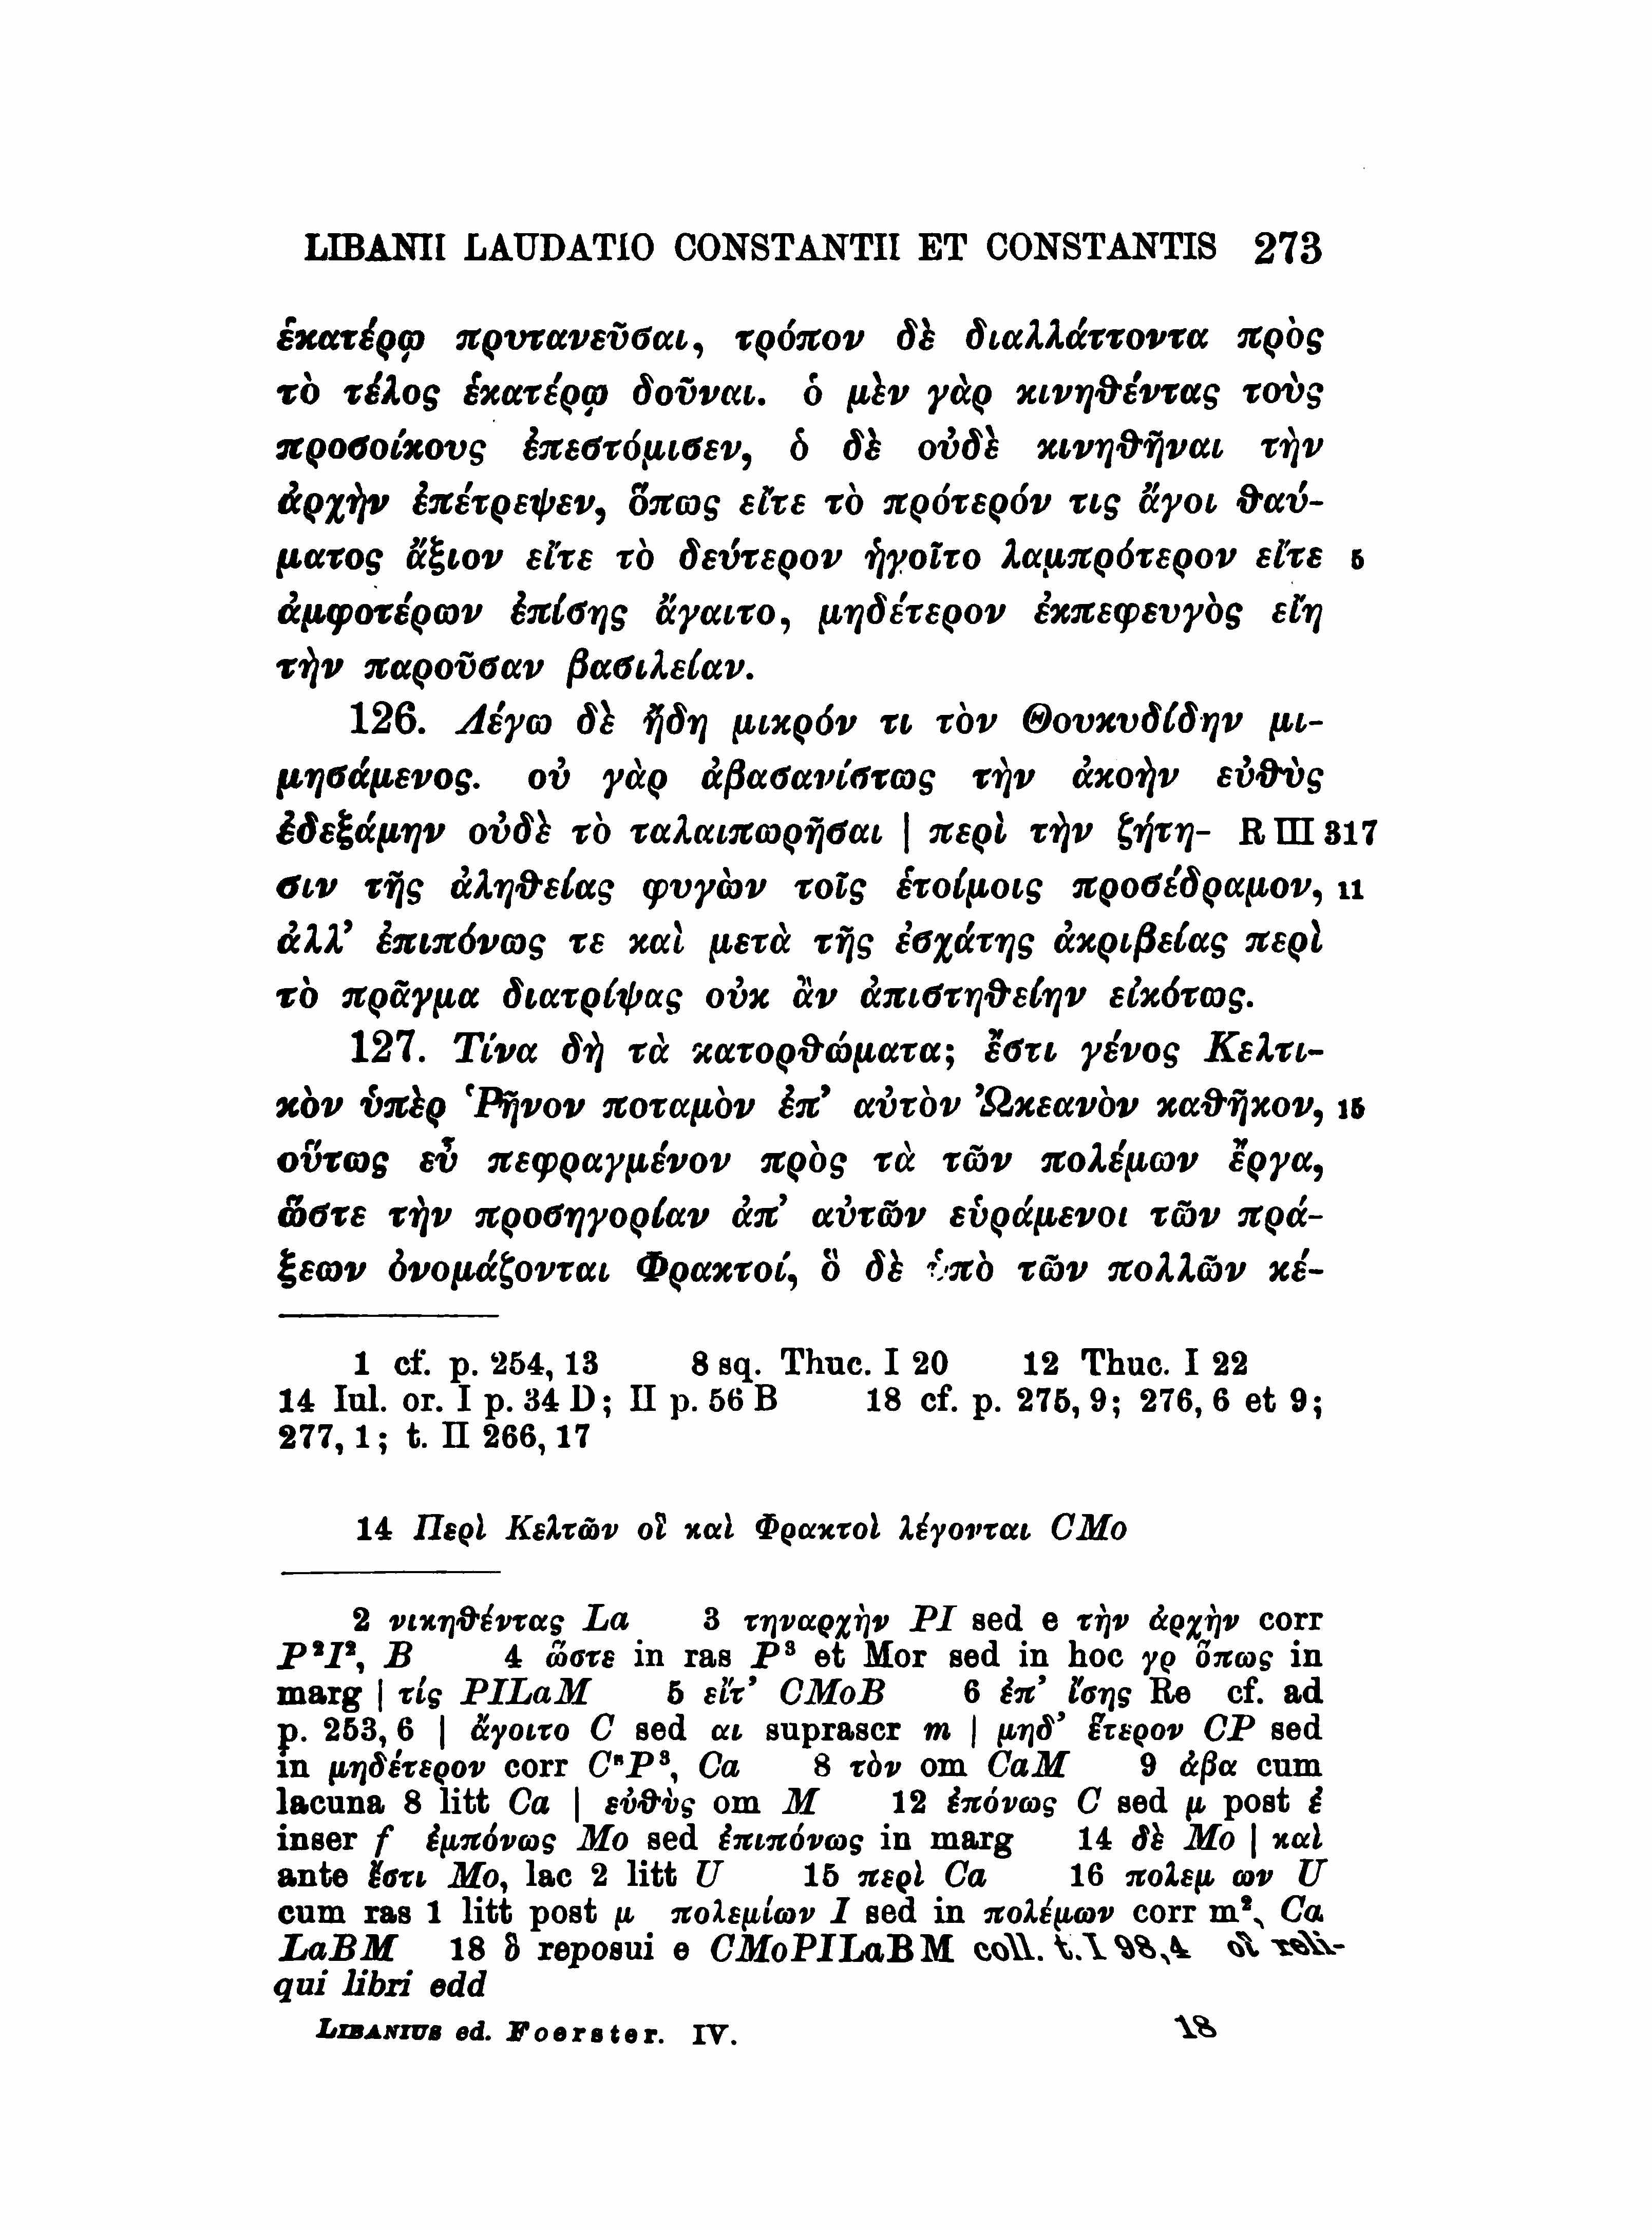 LIBANII LAUDATIO CONSTANTII ET CONSTANTIS 273
ἑκατέρῳ πρυτανεῦσαι, τρόπον δὲ διαλλάττοντα πρὸς
τὸ τέλος ἑκατέρῳ δοῦναι. ὁ μὲν γὰρ κινηθέντας τοὺς
προσοίκους ἐπεστόμισεν, ὁ δὲ οὐδὲ κινηθῆναι τὴν
ἀρχὴν ἐπέτρεψεν, ὅπως εἴτε τὸ πρότερόν τις ἄγοι θαύ-
ματος ἄξιον εἴτε τὸ δεύτερον ἡγοῖτο λαμπρότερον εἴτε 5
ἀμφοτέρων ἐπίσης ἄγαιτο, μηδέτερον ἐκπεφευγὸς εἴη
τὴν παροῦσαν βασιλείαν.
126. Λέγω δὲ ἤδη μικρόν τι τὸν Θουκυδίδην μι-
μησάμενος. οὐ γὰρ ἀβασανίστως τὴν ἀκοὴν εὐθὺς
ἐδεξάμην οὐδὲ τὸ ταλαιπωρῆσαι | περὶ τὴν ζήτη- R III 317
σιν τῆς ἀληθείας φυγὼν τοῖς ἑτοίμοις προσέδραμον, 11
ἀλλ’ ἐπιπόνως τε καὶ μετὰ τῆς ἐσχάτης ἀκριβείας περὶ
τὸ πρᾶγμα διατρίψας οὐκ ἂν ἀπιστηθείην εἰκότως.
127. Τίνα δὴ τὰ κατορθώματα; ἔστι γένος Κελτι-
κὸν ὑπὲρ Ῥῆνον ποταμὸν ἐπ’ αὐτὸν Ὠκεανὸν καθῆκον, 15
οὕτως εὖ πεφραγμένον πρὸς τὰ τῶν πολέμων ἔργα,
ὥστε τὴν προσηγορίαν ἀπ’ αὐτῶν εὑράμενοι τῶν πρά-
ξεων ὀνομάζονται Φρακτοί, ὃ δὲ ὑπὸ τῶν πολλῶν κέ-
1 cf. p. 254, 13 8 sq. Thuc. I 20 12 Thuc. I 22
14 Iul. or. I p. 34 D; II p. 56 B 18 cf. p. 275, 9; 276, 6 et 9;
277, 1; t. II 266, 17
14 Περὶ Κελτῶν οἳ καὶ Φρακτοὶ λέγονται CMo
2 νικηθέντας La 3 τηναρχὴν PI sed e τὴν ἀρχὴν corr
P²I², B 4 ὥστε in ras P³ et Mor sed in hoc γρ ὅπως in
marg | τίς PILaM 5 εἴτ’ CMoB 6 ἐπ’ ἴσης Re cf. ad
p. 253, 6 | ἄγοιτο C sed αι suprascr m | μηδ’ ἕτερον CP sed
in μηδέτερον corr CⁿP³, Ca 8 τὸν om CaM 9 ἀβα cum
lacuna 8 litt Ca | εὐθὺς om M 12 ἐπόνως C sed μ post ἐ
inser f ἐμπόνως Mo sed ἐπιπόνως in marg 14 δὲ Mo | καὶ
ante ἔστι Mo, lac 2 litt U 15 περὶ Ca 16 πολεμ ων U
cum ras 1 litt post μ πολεμίων I sed in πολέμων corr m², Ca
LaBM 18 ὃ reposui e CMoPILaBM coll. t. I 98, 4 οἳ reli-
qui libri edd
LIBANIUS ed. Foerster. IV. 18